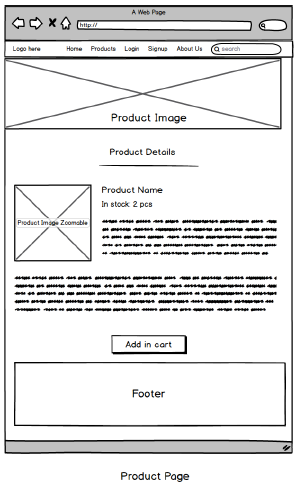 A Web Page
http://
Logo here Home Products Login Signup About Us search
Product Image
Product Details
Product Name
In stock 2 pcs
Product Image Zoomable
Add in cart
Footer
Product Page